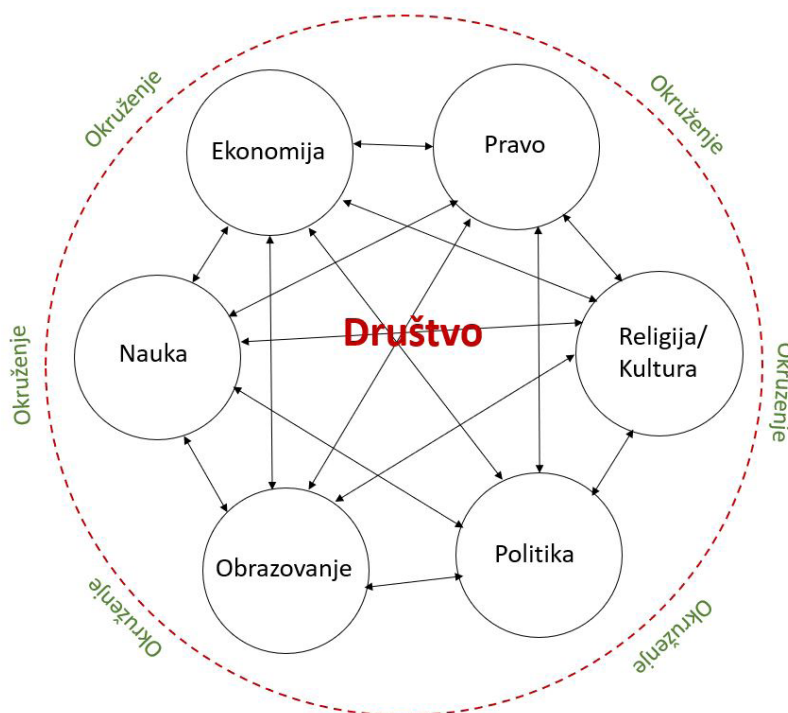 Okruženje
Okruženje
Ekonomija
Pravo
Okruženje
Nauka
Društvo
Religija/
Kultura
Okruženje
Obrazovanje
Politika
Okruženje
Okruženje